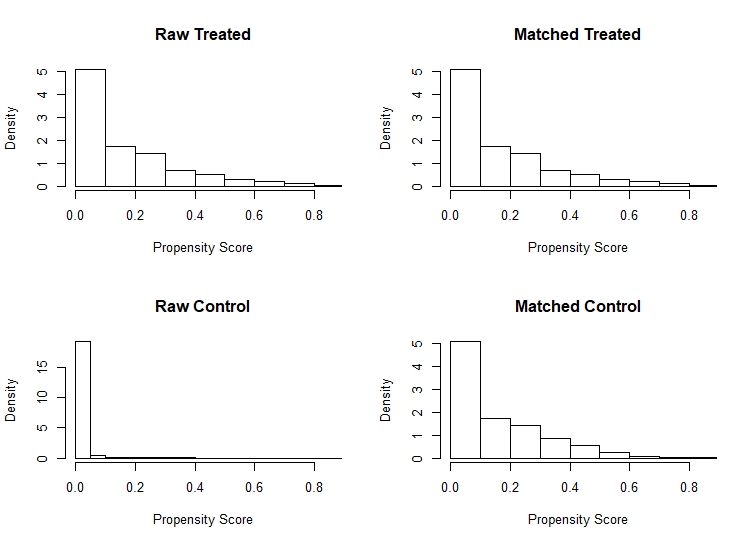 Raw Treated
Density
0 1 2 3 4 5
0.0 0.2 0.4 0.6 0.8
Propensity Score
Matched Treated
Density
0 1 2 3 4 5
0.0 0.2 0.4 0.6 0.8
Propensity Score
Raw Control
Density
0 5 10 15
0.0 0.2 0.4 0.6 0.8
Propensity Score
Matched Control
Density
0 1 2 3 4 5
0.0 0.2 0.4 0.6 0.8
Propensity Score